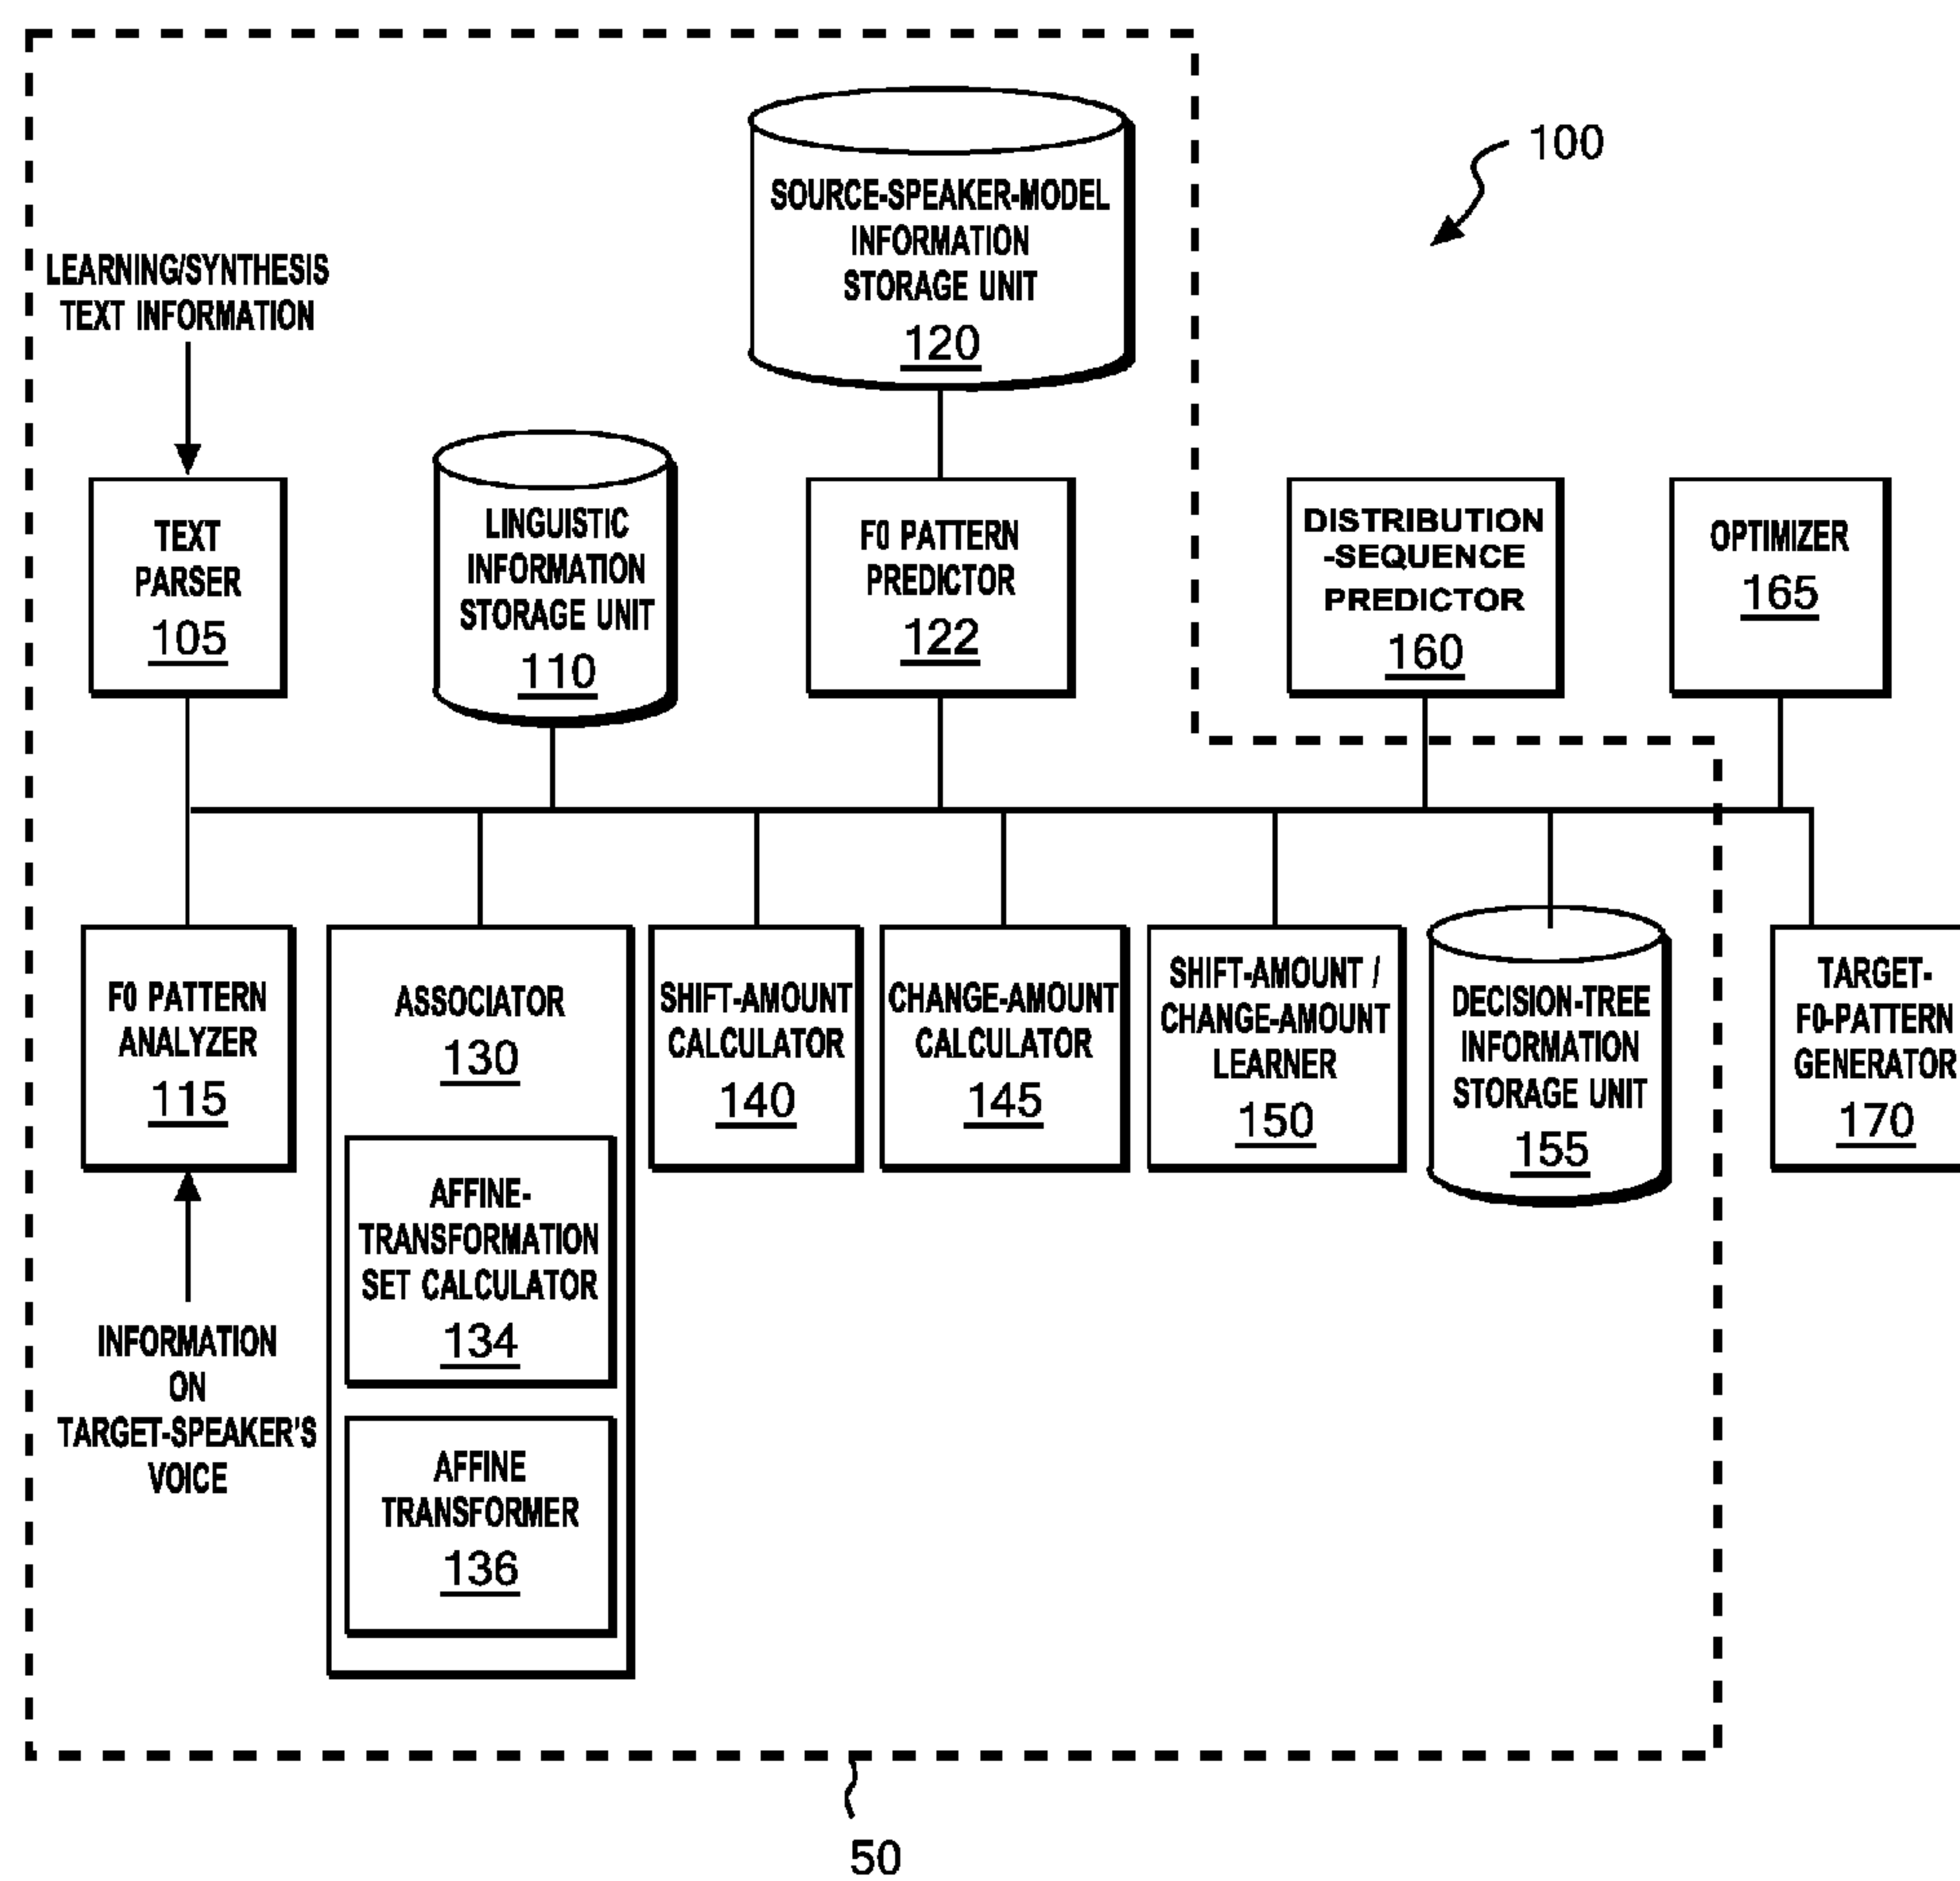 100
SOURCE-SPEAKER-MODEL
INFORMATION
STORAGE UNIT
120
LEARNING/SYNTHESIS
TEXT INFORMATION
TEXT
PARSER
105
LINGUISTIC
INFORMATION
STORAGE UNIT
110
F0 PATTERN
PREDICTOR
122
DISTRIBUTION
-SEQUENCE
PREDICTOR
160
OPTIMIZER
165
F0 PATTERN
ANALYZER
115
ASSOCIATOR
130
AFFINE-
TRANSFORMATION
SET CALCULATOR
134
AFFINE
TRANSFORMER
136
SHIFT-AMOUNT
CALCULATOR
140
CHANGE-AMOUNT
CALCULATOR
145
SHIFT-AMOUNT /
CHANGE-AMOUNT
LEARNER
150
DECISION-TREE
INFORMATION
STORAGE UNIT
155
TARGET-
F0-PATTERN
GENERATOR
170
INFORMATION
ON
TARGET-SPEAKER'S
VOICE
50